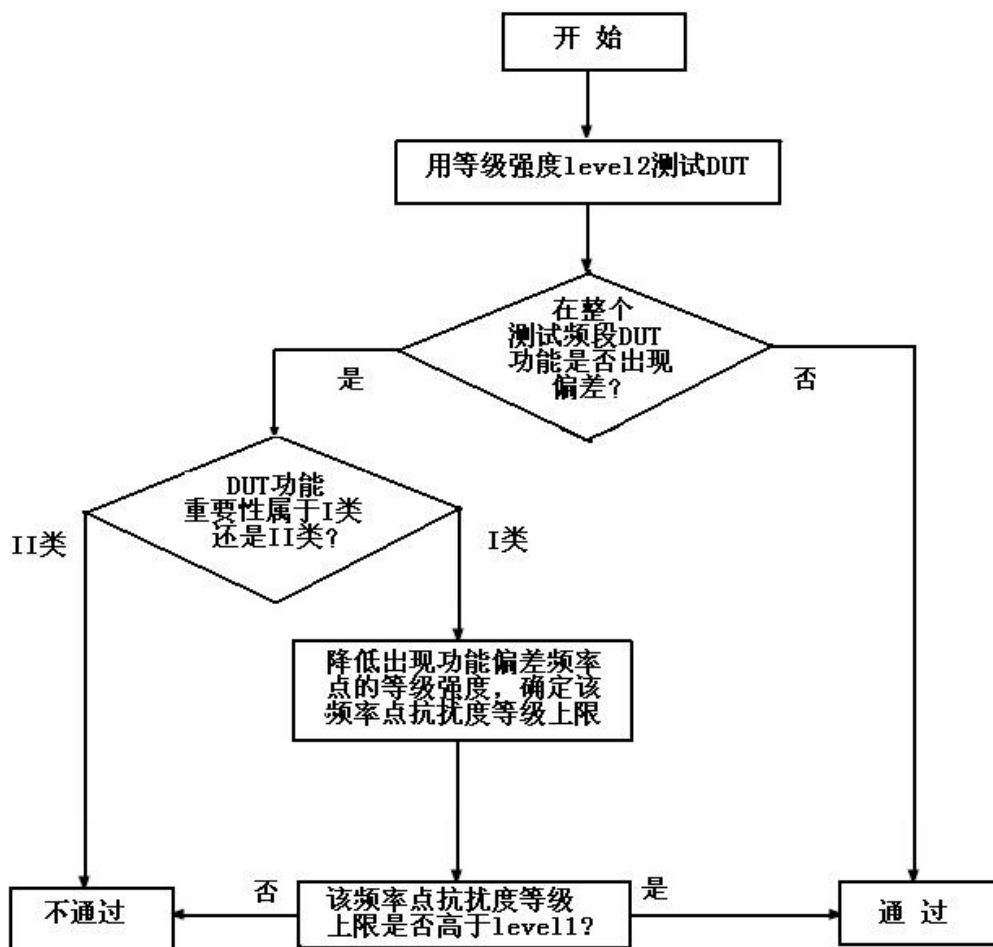 开 始
用等级强度level2测试DUT
在整个
测试频段DUT
功能是否出现
偏差?
是
否
DUT功能
重要性属于I类
还是II类?
II类
I类
降低出现功能偏差频率
点的等级强度，确定该
频率点抗扰度等级上限
不通过
否
该频率点抗扰度等级
上限是否高于level1?
是
通 过